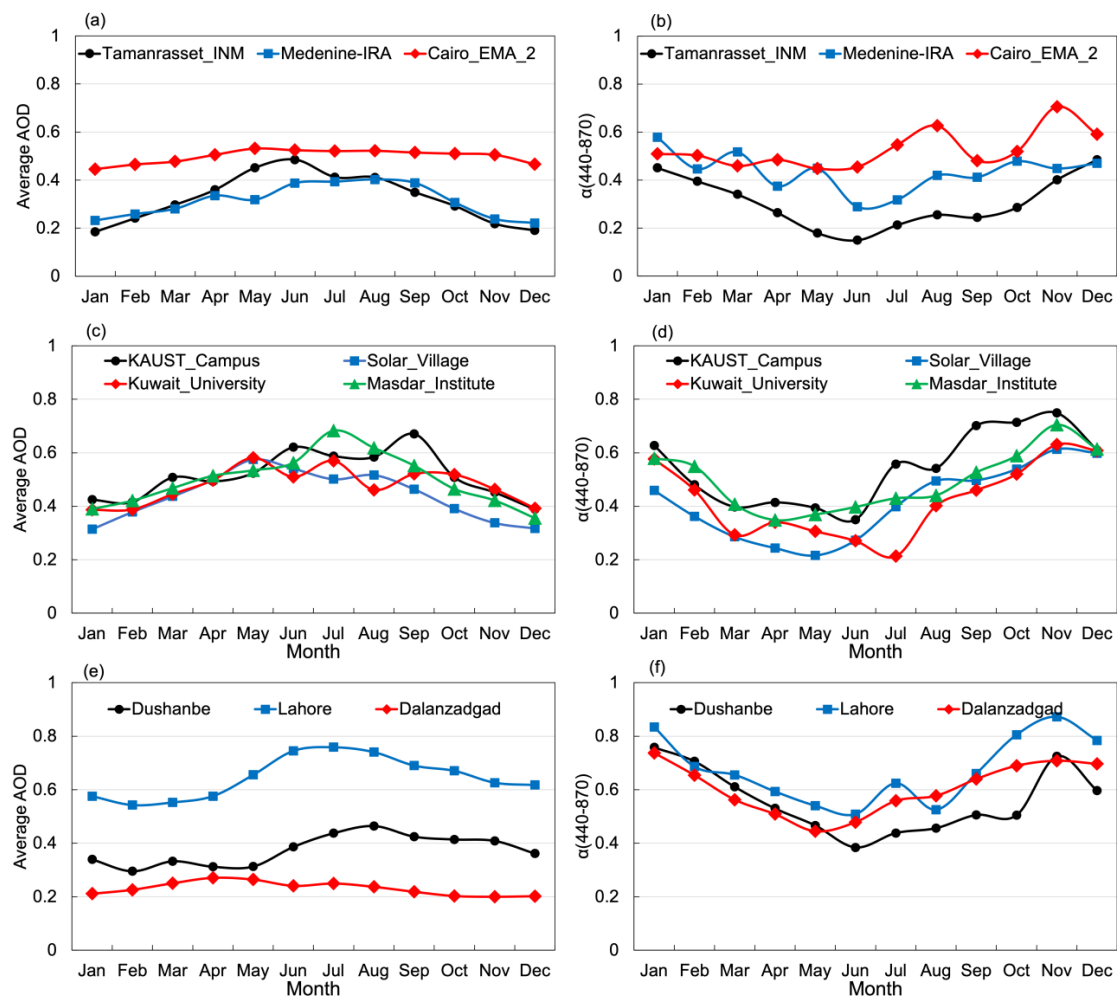 (a)
Tamanrasset_INM Medenine-IRA Cairo_EMA_2
Average AOD
1
0.8
0.6
0.4
0.2
0
Jan Feb Mar Apr May Jun Jul Aug Sep Oct Nov Dec
(b)
Tamanrasset_INM Medenine-IRA Cairo_EMA_2
α(440-870)
1
0.8
0.6
0.4
0.2
0
Jan Feb Mar Apr May Jun Jul Aug Sep Oct Nov Dec
(c)
KAUST_Campus Solar_Village
Kuwait_University Masdar_Institute
Average AOD
1
0.8
0.6
0.4
0.2
0
Jan Feb Mar Apr May Jun Jul Aug Sep Oct Nov Dec
Month
(d)
KAUST_Campus Solar_Village
Kuwait_University Masdar_Institute
α(440-870)
1
0.8
0.6
0.4
0.2
0
Jan Feb Mar Apr May Jun Jul Aug Sep Oct Nov Dec
Month
(e)
Dushanbe Lahore Dalanzadgad
Average AOD
1
0.8
0.6
0.4
0.2
0
Jan Feb Mar Apr May Jun Jul Aug Sep Oct Nov Dec
Month
(f)
Dushanbe Lahore Dalanzadgad
α(440-870)
1
0.8
0.6
0.4
0.2
0
Jan Feb Mar Apr May Jun Jul Aug Sep Oct Nov Dec
Month